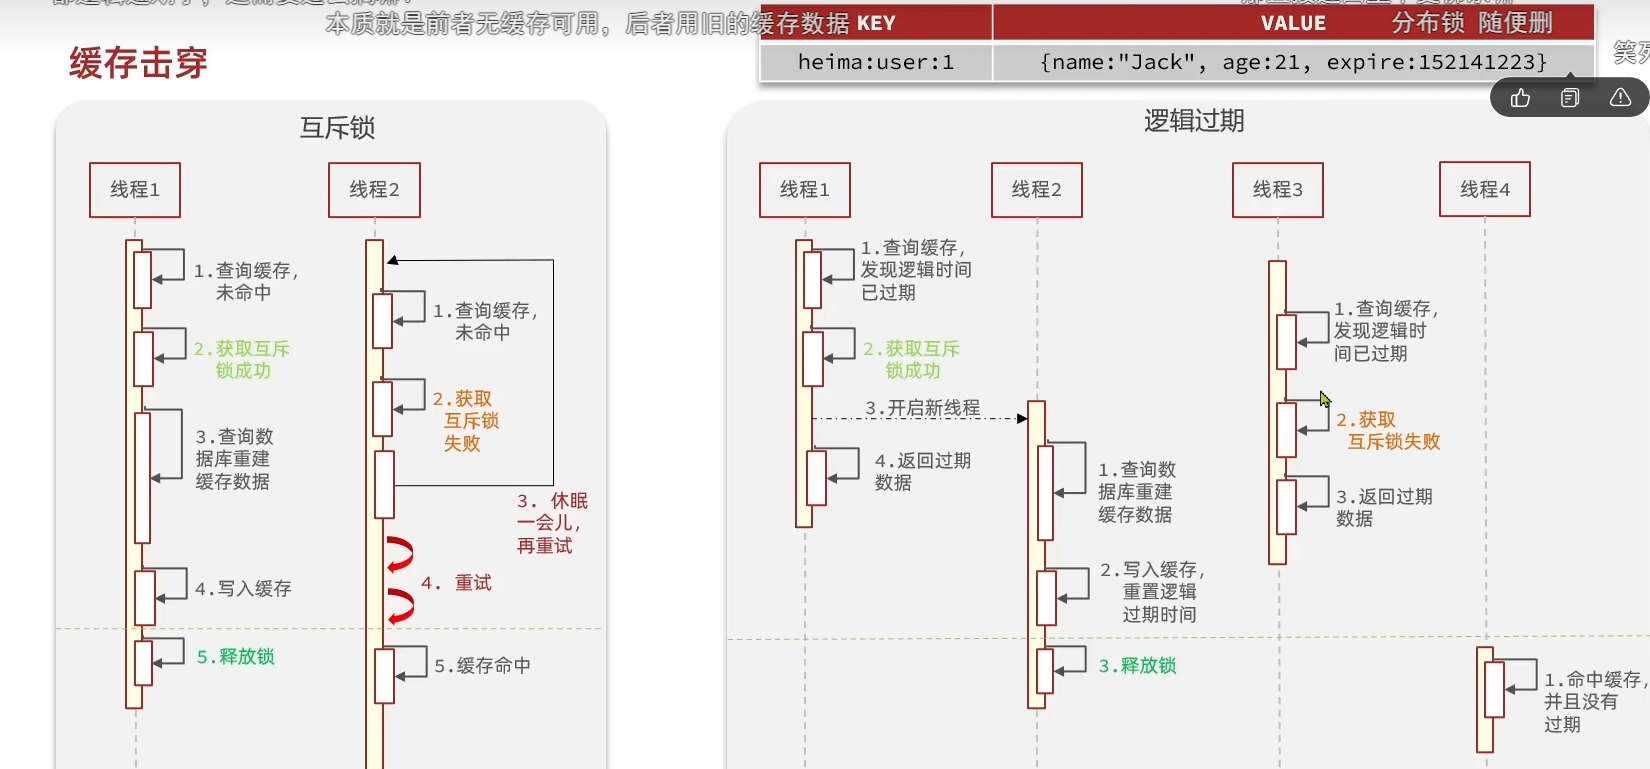 本质就是前者无缓存可用，后者用旧的缓存数据
分布锁 随便删
缓存击穿
KEY
VALUE
heima:user:1
{name:"Jack", age:21, expire:152141223}
互斥锁
线程1
线程2
1.查询缓存，
未命中
2.获取互斥
锁成功
3.查询数
据库重建
缓存数据
4.写入缓存
5.释放锁
1.查询缓存，
未命中
2.获取
互斥锁
失败
3. 休眠
一会儿，
再重试
4. 重试
5.缓存命中
逻辑过期
线程1
线程2
线程3
线程4
1.查询缓存，
发现逻辑时间
已过期
2.获取互斥
锁成功
3.开启新线程
4.返回过期
数据
1.查询数
据库重建
缓存数据
2.写入缓存，
重置逻辑
过期时间
3.释放锁
1.查询缓存，
发现逻辑时
间已过期
2.获取
互斥锁失败
3.返回过期
数据
1.命中缓存，
并且没有
过期